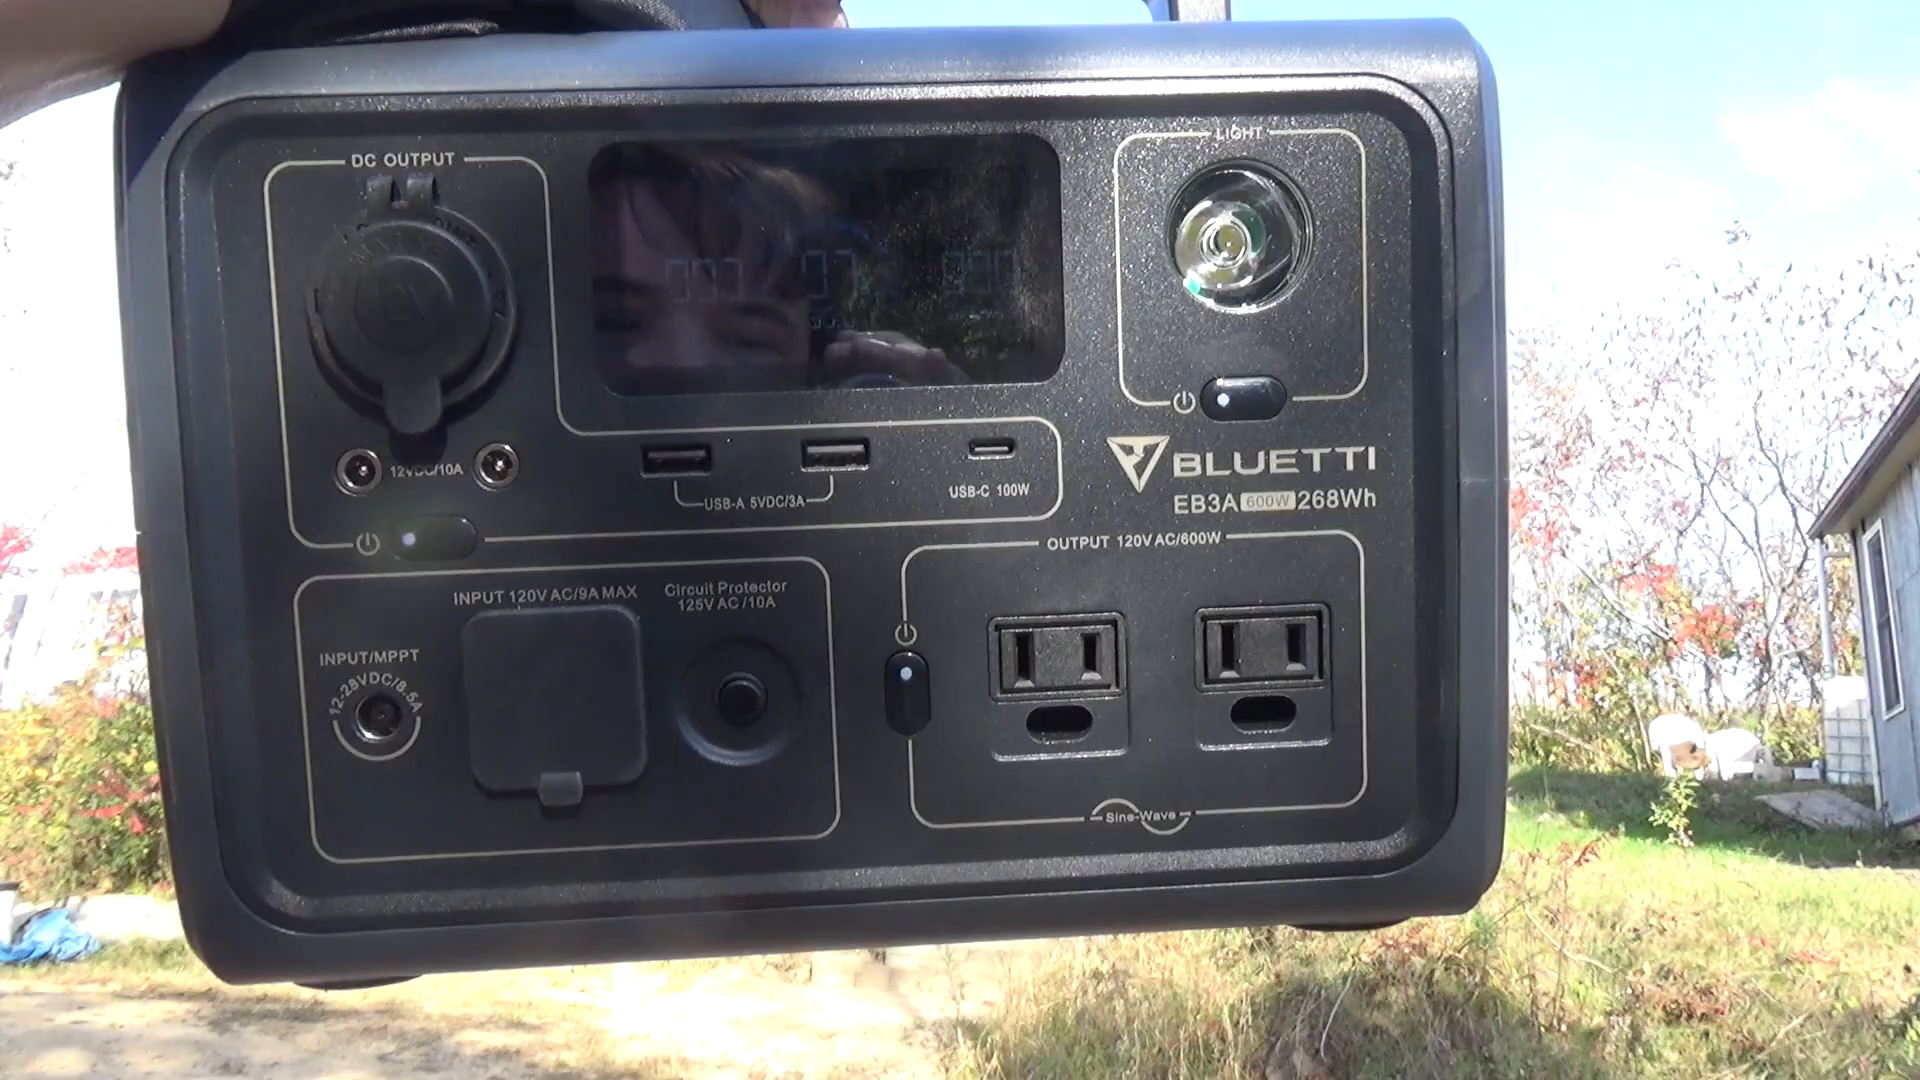 DC OUTPUT
LIGHT
12VDC/10A
USB-A 5VDC/3A
USB-C 100W
BLUETTI
EB3A 600W 268Wh
OUTPUT 120V AC/600W
INPUT 120V AC/9A MAX
Circuit Protector
125V AC /10A
INPUT/MPPT
12-28VDC/8.5A
Sine-Wave